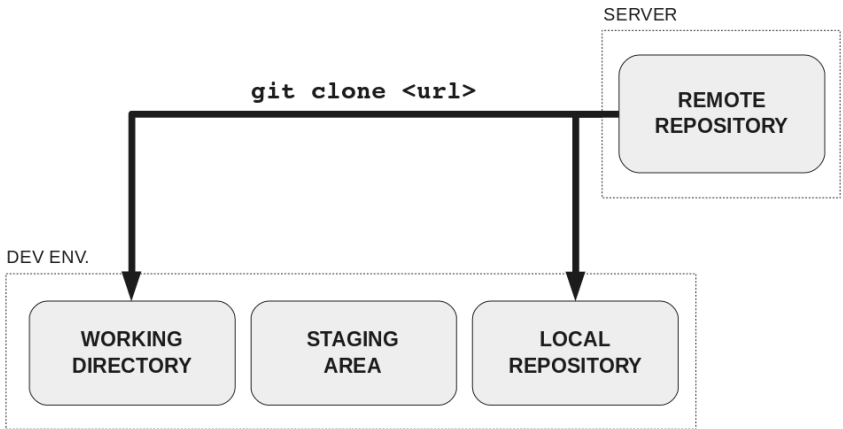 SERVER
git clone <url>
REMOTE
REPOSITORY
DEV ENV.
WORKING
DIRECTORY
STAGING
AREA
LOCAL
REPOSITORY